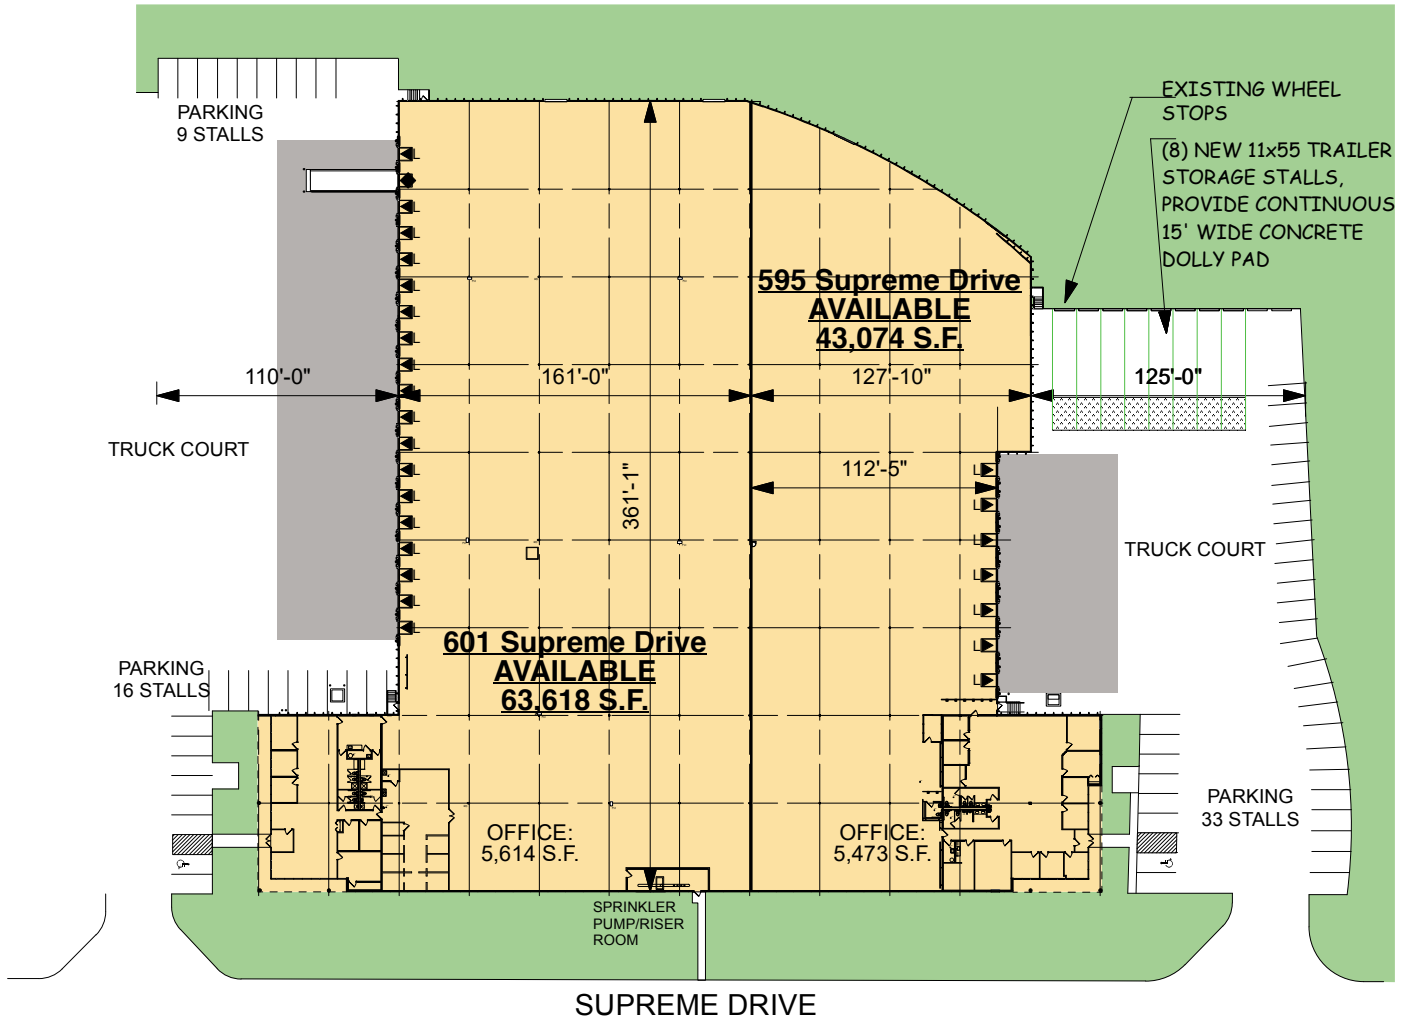 PARKING
9 STALLS
EXISTING WHEEL
STOPS
(8) NEW 11x55 TRAILER
STORAGE STALLS,
PROVIDE CONTINUOUS
15' WIDE CONCRETE
DOLLY PAD
595 Supreme Drive
AVAILABLE
43,074 S.F.
110'-0"
161'-0"
127'-10"
125'-0"
TRUCK COURT
112'-5"
361'-1"
TRUCK COURT
601 Supreme Drive
AVAILABLE
63,618 S.F.
PARKING
16 STALLS
PARKING
33 STALLS
OFFICE:
5,614 S.F.
OFFICE:
5,473 S.F.
SPRINKLER
PUMP/RISER
ROOM
SUPREME DRIVE